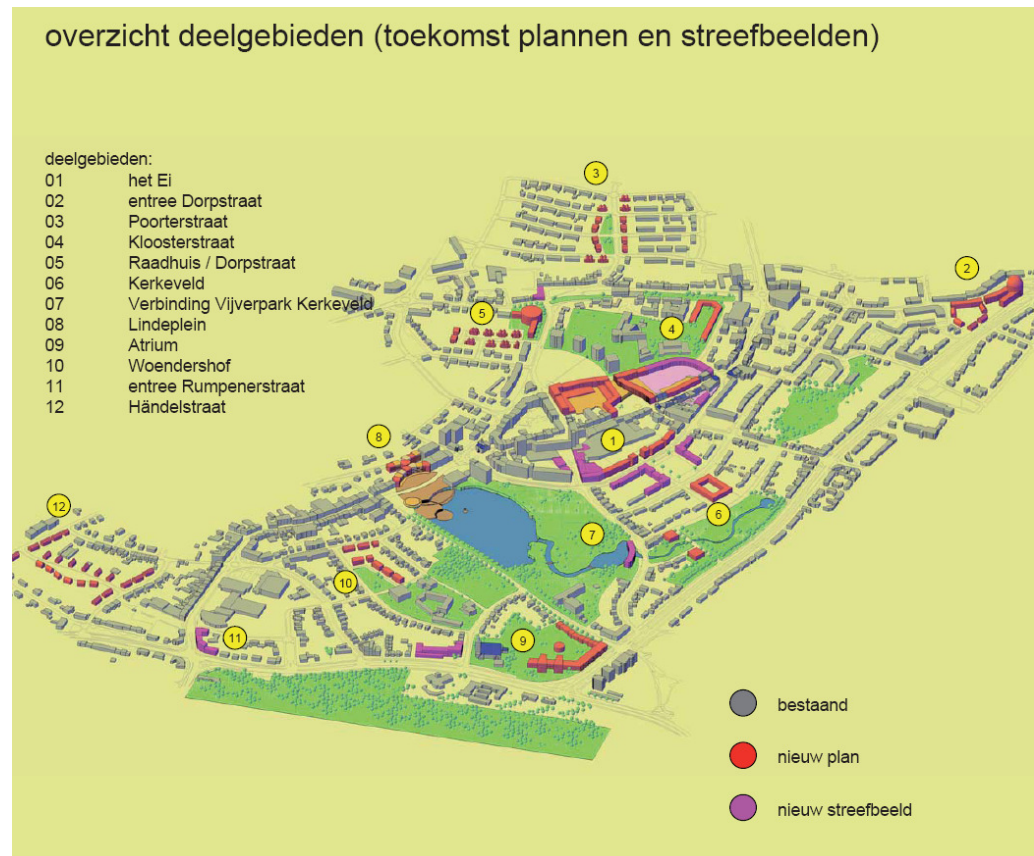 overzicht deelgebieden (toekomst plannen en streefbeelden)
deelgebieden:
01 het Ei
02 entree Dorpstraat
03 Poorterstraat
04 Kloosterstraat
05 Raadhuis / Dorpstraat
06 Kerkeveld
07 Verbinding Vijverpark Kerkeveld
08 Lindeplein
09 Atrium
10 Woendershof
11 entree Rumpenerstraat
12 Händelstraat
3
2
5
4
8
1
12
6
7
10
11
9
bestaand
nieuw plan
nieuw streefbeeld